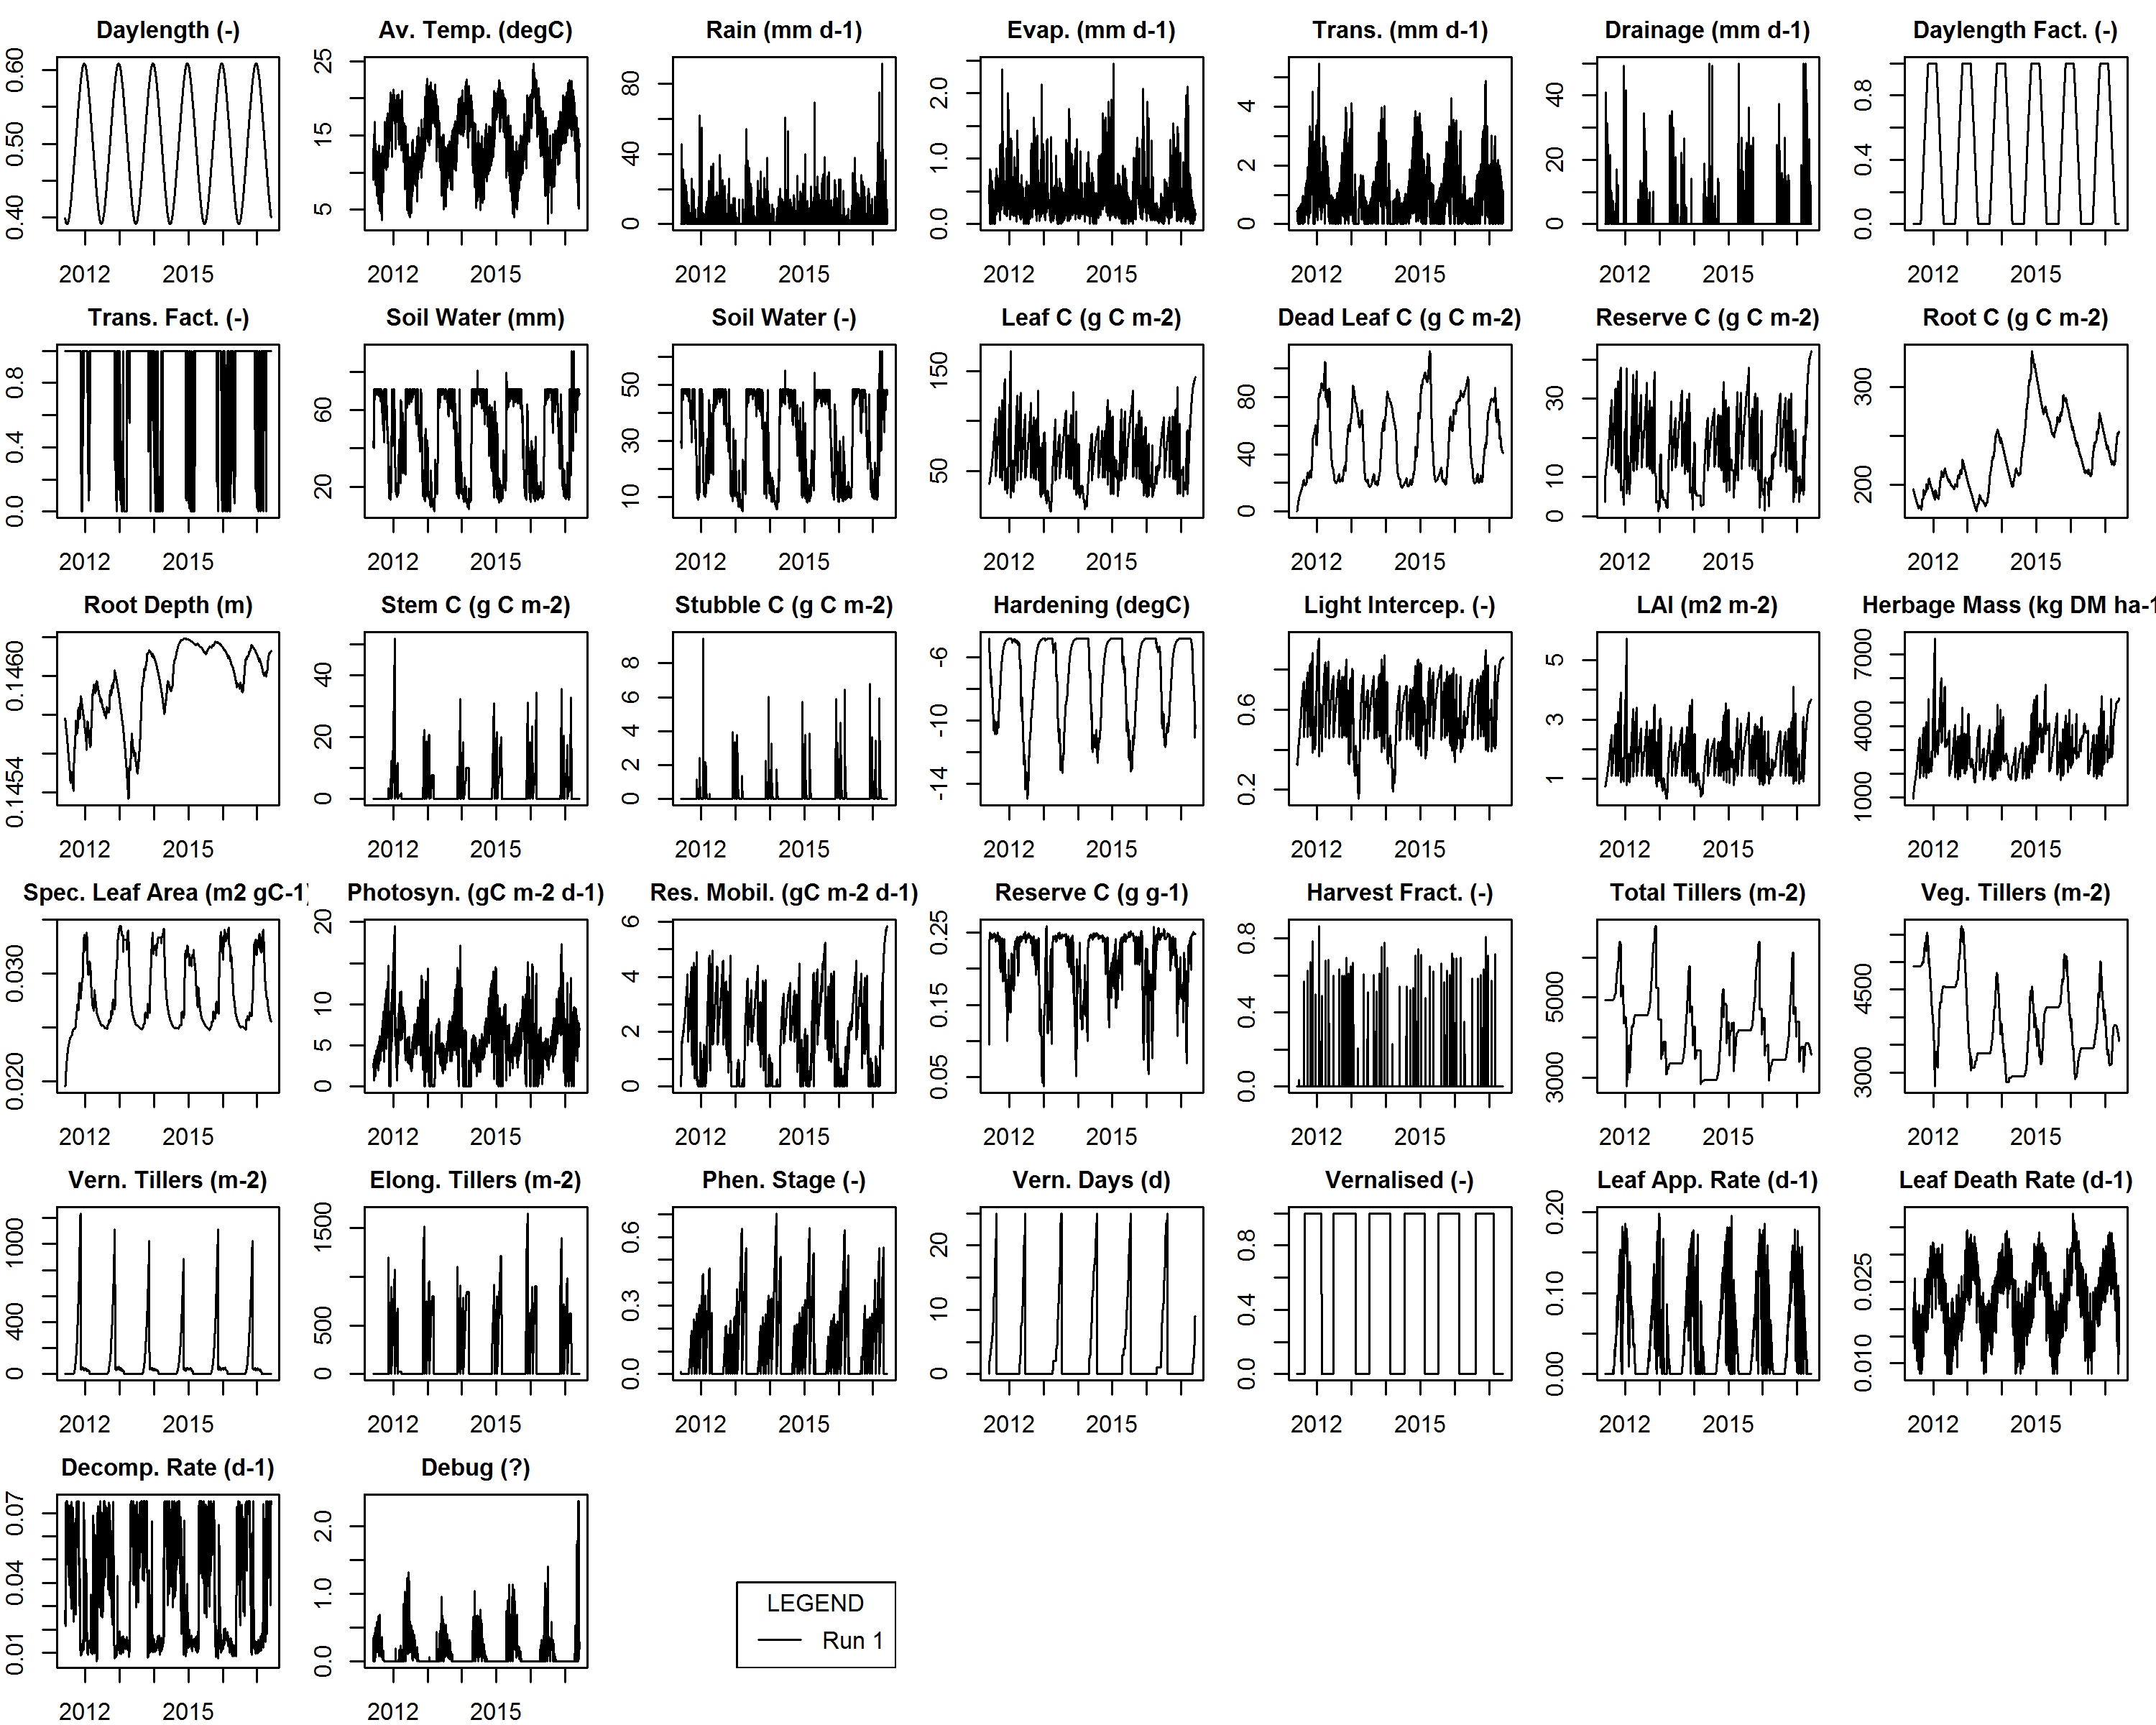 Daylength (-)
0.40 0.50 0.60
2012 2015
Av. Temp. (degC)
5 15 25
2012 2015
Rain (mm d-1)
0 40 80
2012 2015
Evap. (mm d-1)
0.0 1.0 2.0
2012 2015
Trans. (mm d-1)
0 2 4
2012 2015
Drainage (mm d-1)
0 20 40
2012 2015
Daylength Fact. (-)
0.0 0.4 0.8
2012 2015
Trans. Fact. (-)
0.0 0.4 0.8
2012 2015
Soil Water (mm)
20 60
2012 2015
Soil Water (-)
10 30 50
2012 2015
Leaf C (g C m-2)
50 150
2012 2015
Dead Leaf C (g C m-2)
0 40 80
2012 2015
Reserve C (g C m-2)
0 10 30
2012 2015
Root C (g C m-2)
200 300
2012 2015
Root Depth (m)
0.1454 0.1460
2012 2015
Stem C (g C m-2)
0 20 40
2012 2015
Stubble C (g C m-2)
0 2 4 6 8
2012 2015
Hardening (degC)
-14 -10 -6
2012 2015
Light Intercep. (-)
0.2 0.6
2012 2015
LAI (m2 m-2)
1 3 5
2012 2015
Herbage Mass (kg DM ha-1
1000 4000 7000
2012 2015
Spec. Leaf Area (m2 gC-1)
0.020 0.030
2012 2015
Photosyn. (gC m-2 d-1)
0 5 10 20
2012 2015
Res. Mobil. (gC m-2 d-1)
0 2 4 6
2012 2015
Reserve C (g g-1)
0.05 0.15 0.25
2012 2015
Harvest Fract. (-)
0.0 0.4 0.8
2012 2015
Total Tillers (m-2)
3000 5000
2012 2015
Veg. Tillers (m-2)
3000 4500
2012 2015
Vern. Tillers (m-2)
0 400 1000
2012 2015
Elong. Tillers (m-2)
0 500 1500
2012 2015
Phen. Stage (-)
0.0 0.3 0.6
2012 2015
Vern. Days (d)
0 10 20
2012 2015
Vernalised (-)
0.0 0.4 0.8
2012 2015
Leaf App. Rate (d-1)
0.00 0.10 0.20
2012 2015
Leaf Death Rate (d-1)
0.010 0.025
2012 2015
Decomp. Rate (d-1)
0.01 0.04 0.07
2012 2015
Debug (?)
0.0 1.0 2.0
2012 2015
LEGEND
Run 1